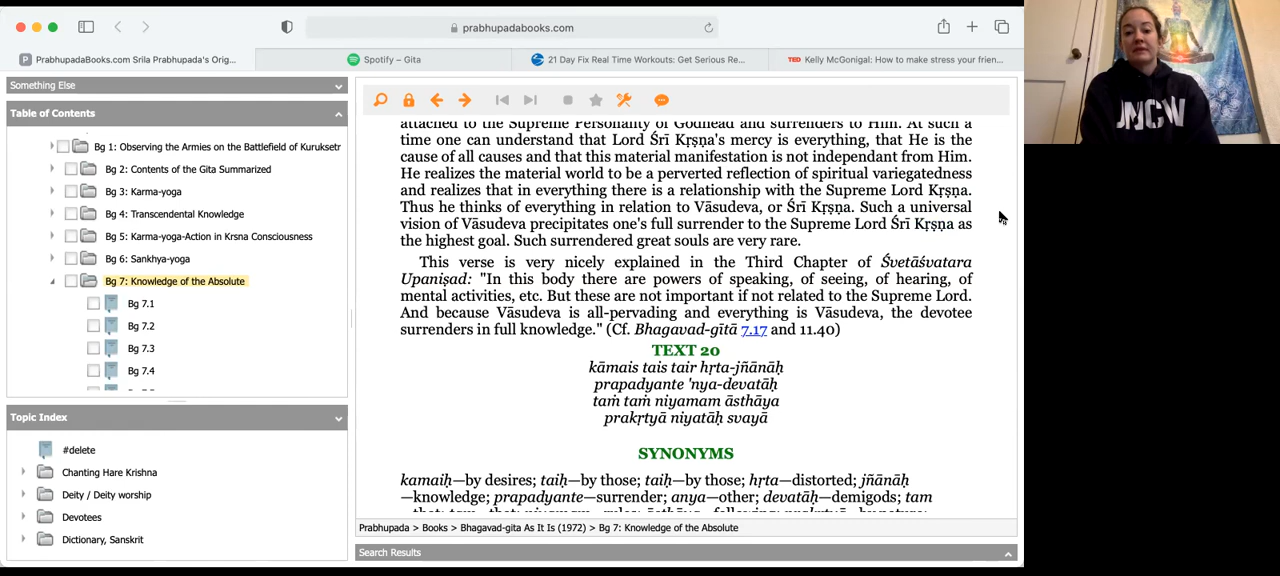 prabhupadabooks.com
P PrabhupadaBooks.com Srila Prabhupada's Orig...
Spotify – Gita
21 Day Fix Real Time Workouts: Get Serious Re...
TED Kelly McGonigal: How to make stress your frien...
Something Else
Table of Contents
Bg 1: Observing the Armies on the Battlefield of Kuruksetr
Bg 2: Contents of the Gita Summarized
Bg 3: Karma-yoga
Bg 4: Transcendental Knowledge
Bg 5: Karma-yoga-Action in Krsna Consciousness
Bg 6: Sankhya-yoga
Bg 7: Knowledge of the Absolute
Bg 7.1
Bg 7.2
Bg 7.3
Bg 7.4
Topic Index
#delete
Chanting Hare Krishna
Deity / Deity worship
Devotees
Dictionary, Sanskrit
attached to the Supreme Personality of Godhead and surrenders to Him. At such a
time one can understand that Lord Śrī Kṛṣṇa's mercy is everything, that He is the
cause of all causes and that this material manifestation is not independant from Him.
He realizes the material world to be a perverted reflection of spiritual variegatedness
and realizes that in everything there is a relationship with the Supreme Lord Kṛṣṇa.
Thus he thinks of everything in relation to Vāsudeva, or Śrī Kṛṣṇa. Such a universal
vision of Vāsudeva precipitates one's full surrender to the Supreme Lord Śrī Kṛṣṇa as
the highest goal. Such surrendered great souls are very rare.
This verse is very nicely explained in the Third Chapter of Śvetāśvatara
Upaniṣad: "In this body there are powers of speaking, of seeing, of hearing, of
mental activities, etc. But these are not important if not related to the Supreme Lord.
And because Vāsudeva is all-pervading and everything is Vāsudeva, the devotee
surrenders in full knowledge." (Cf. Bhagavad-gītā 7.17 and 11.40)
TEXT 20
kāmais tais tair hṛta-jñānāḥ
prapadyante 'nya-devatāḥ
taṁ taṁ niyamam āsthāya
prakṛtyā niyatāḥ svayā
SYNONYMS
kamaiḥ—by desires; taiḥ—by those; taiḥ—by those; hṛta—distorted; jñānāḥ
—knowledge; prapadyante—surrender; anya—other; devatāḥ—demigods; tam
Prabhupada > Books > Bhagavad-gita As It Is (1972) > Bg 7: Knowledge of the Absolute
Search Results
UNCW